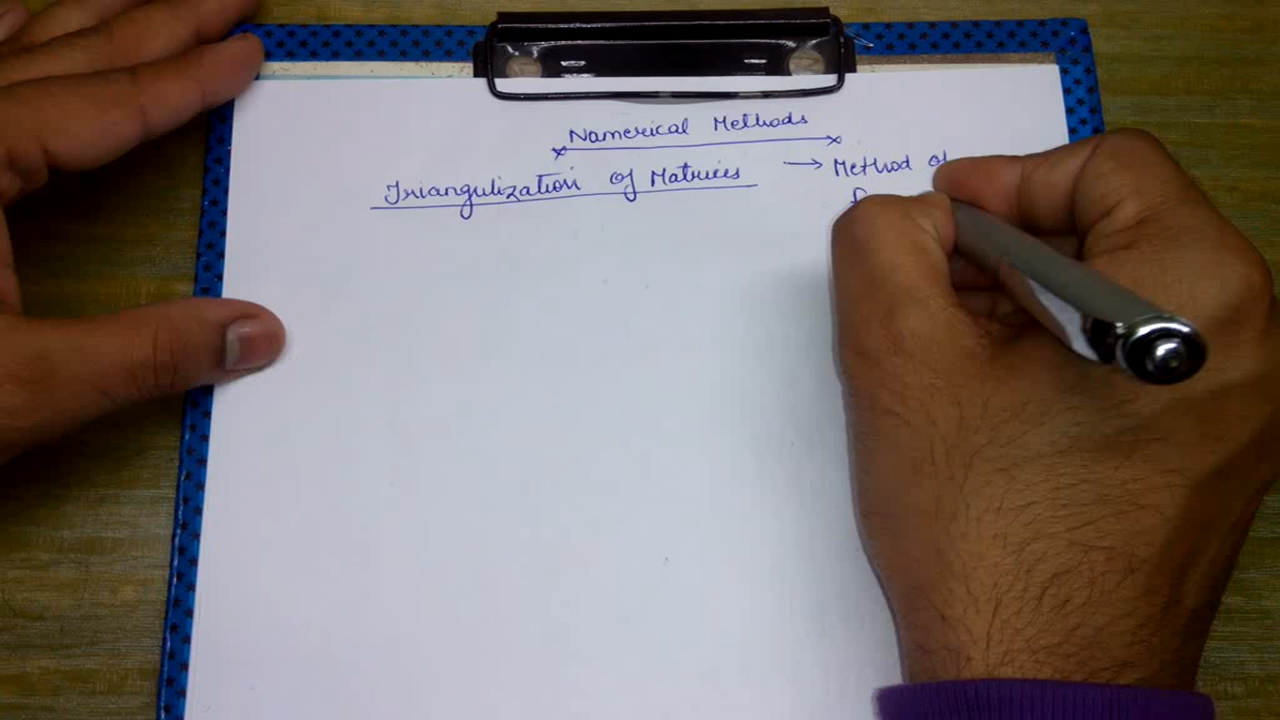 Numerical Methods
Triangulization of Matrices → Method of